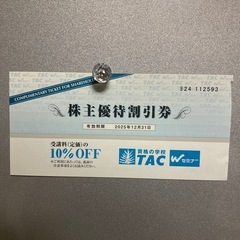 COMPLIMENTARY TICKET FOR SHAREHOLDERS
S24 112593
株主優待割引券
有効期限 2025年12月31日
受講料(定価)の
10%OFF
資格の学校
TAC
Wセミナー